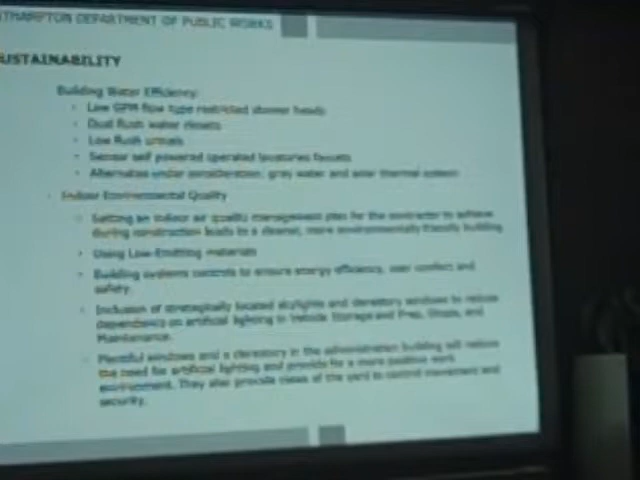 THAMPTON DEPARTMENT OF PUBLIC WORKS
USTAINABILITY
Building Water Efficiency:
Low GPM flow type restricted shower heads
Dual flush water closets
Low flush urinals
Sensor self powered operated lavatories faucets
Alternates under consideration, gray water and solar thermal system
Indoor Environmental Quality
Setting an indoor air quality management plan for the contractor to achieve
during construction leads to a cleaner, more environmentally friendly building
Using Low-Emitting materials
Building systems controls to ensure energy efficiency, user comfort and
safety.
Inclusion of strategically located skylights and clerestory windows to reduce
dependency on artificial lighting in Vehicle Storage and Prep, Shops, and
Maintenance.
Plentiful windows and a clerestory in the administration building will reduce
the need for artificial lighting and provide for a more positive work
environment. They also provide views of the yard to control movement and
security.